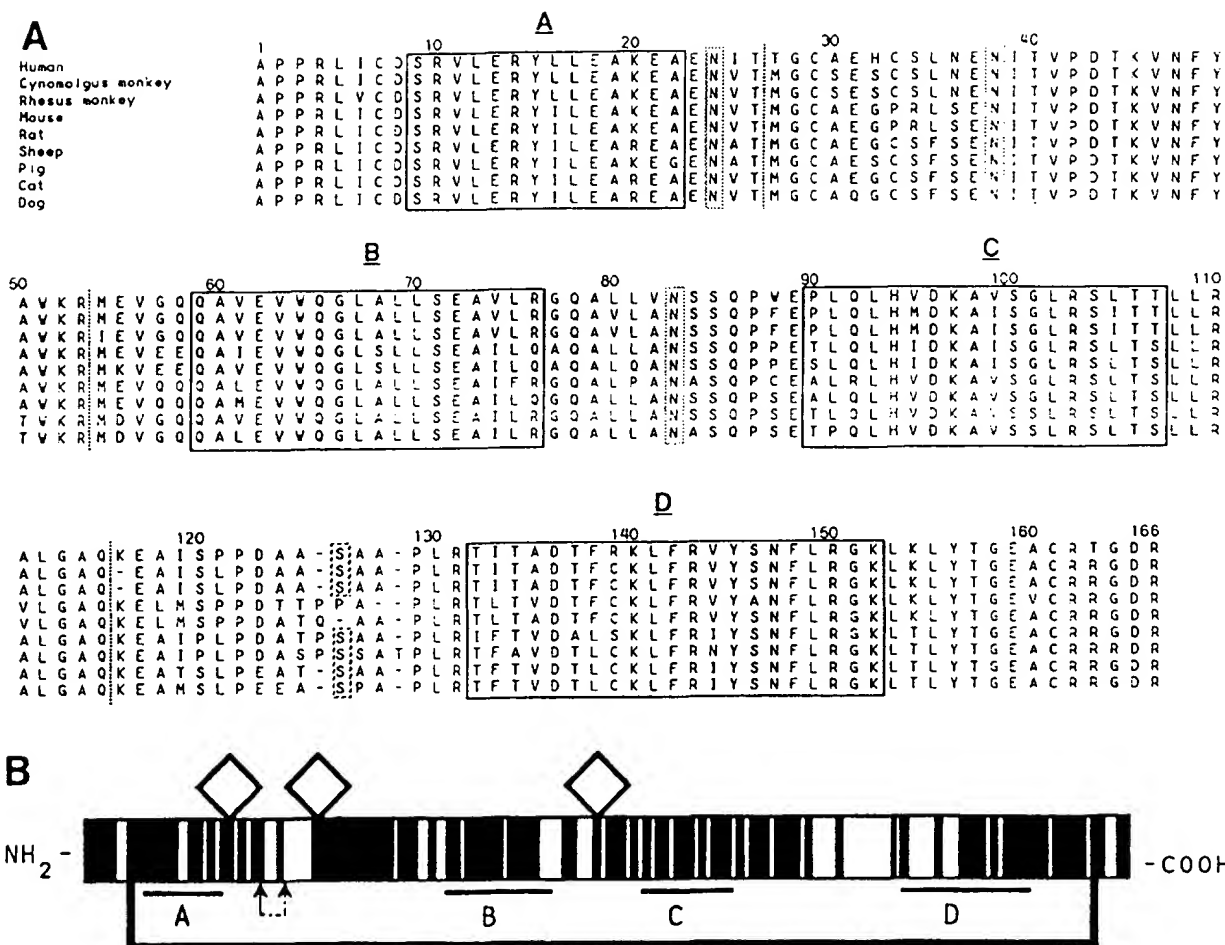 A
A
1 10 20 30 40
Human A P P R L I C D S R V L E R Y L L E A K E A E N I T T G C A E H C S L N E N I T V P D T K V N F Y
Cynomolgus monkey A P P R L I C D S R V L E R Y L L E A K E A E N V T M G C S E S C S L N E N I T V P D T K V N F Y
Rhesus monkey A P P R L V C D S R V L E R Y L L E A K E A E N V T M G C S E S C S L N E N I T V P D T K V N F Y
Mouse A P P R L I C D S R V L E R Y I L E A K E A E N V T M G C A E G P R L S E N I T V P D T K V N F Y
Rat A P P R L I C D S R V L E R Y I L E A K E A E N V T M G C A E G P R L S E N I T V P D T K V N F Y
Sheep A P P R L I C D S R V L E R Y I L E A R E A E N A T M G C A E G C S F S E N I T V P D T K V N F Y
Pig A P P R L I C D S R V L E R Y I L E A K E G E N A T M G C A E S C S F S E N I T V P D T K V N F Y
Cat A P P R L I C D S R V L E R Y I L E A R E A E N V T M G C A E G C S F S E N I T V P D T K V N F Y
Dog A P P R L I C D S R V L E R Y I L E A R E A E N V T M G C A Q G C S F S E N I T V P D T K V N F Y
B C
50 60 70 80 90 100 110
A W K R M E V G Q Q A V E V W Q G L A L L S E A V L R G Q A L L V N S S Q P W E P L Q L H V D K A V S G L R S L T T L L R
A W K R M E V G Q Q A V E V W Q G L A L L S E A V L R G Q A L L A N S S Q P F E P L Q L H M D K A I S G L R S I T T L L R
A W K R I E V G Q Q A V E V W Q G L A L L S E A V L R G Q A V L A N S S Q P F E P L Q L H M D K A I S G L R S I T T L L R
A W K R M E V E E Q A I E V W Q G L S L L S E A I L Q A Q A L L A N S S Q P P E T L Q L H I D K A I S G L R S L T S L L R
A W K R M K V E E Q A V E V W Q G L S L L S E A I L Q A Q A L Q A N S S Q P P E S L Q L H I D K A I S G L R S L T S L L R
A W K R M E V Q Q Q A L E V W Q G L A L L S E A I F R G Q A L P A N A S Q P C E A L R L H V D K A V S G L R S L T S L L R
A W K R M E V Q Q Q A M E V W Q G L A L L S E A I L Q G Q A L L A N S S Q P S E A L Q L H V D K A V S G L R S L T S L L R
T W K R M D V G Q Q A L E V W Q G L A L L S E A I L R G Q A L L A N S S Q P S E T L Q L H V D K A V S S L R S L T S L L R
T W K R M D V G Q Q A L E V W Q G L A L L S E A I L R G Q A L L A N A S Q P S E T P Q L H V D K A V S S L R S L T S L L R
D
120 130 140 150 160 166
A L G A Q K E A I S P P D A A - S A A - P L R T I T A D T F R K L F R V Y S N F L R G K L K L Y T G E A C R T G D R
A L G A Q - E A I S L P D A A - S A A - P L R T I T A D T F C K L F R V Y S N F L R G K L K L Y T G E A C R R G D R
A L G A Q - E A I S L P D A A - S A A - P L R T I T A D T F C K L F R V Y S N F L R G K L K L Y T G E A C R R G D R
V L G A Q K E L M S P P D T T P P A - - P L R T L T V D T F C K L F R V Y A N F L R G K L K L Y T G E V C R R G D R
V L G A Q K E L M S P P D A T Q - A A - P L R T L T A D T F C K L F R V Y S N F L R G K L K L Y T G E A C R R G D R
A L G A Q K E A I P L P D A T P S A A - P L R I F T V D A L S K L F R I Y S N F L R G K L T L Y T G E A C R R G D R
A L G A Q K E A I P L P D A S P S S A T P L R T F A V D T L C K L F R N Y S N F L R G K L T L Y T G E A C R R R D R
A L G A Q K E A T S L P E A T - S A A - P L R T F T V D T L C K L F R I Y S N F L R G K L T L Y T G E A C R R G D R
A L G A Q K E A M S L P E E A - S P A - P L R T F T V D T L C K L F R I Y S N F L R G K L T L Y T G E A C R R G D R
B
NH2 - -COOH
A B C D